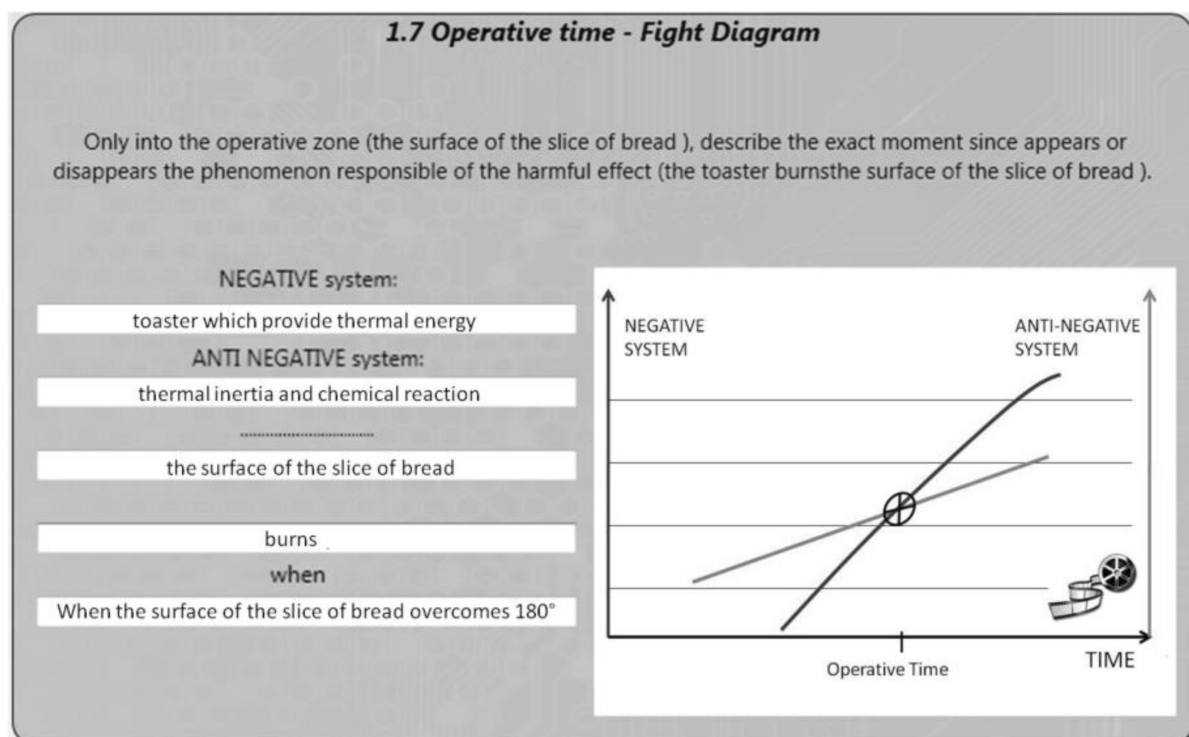 1.7 Operative time - Fight Diagram
Only into the operative zone (the surface of the slice of bread ), describe the exact moment since appears or
disappears the phenomenon responsible of the harmful effect (the toaster burnsthe surface of the slice of bread ).
NEGATIVE system:
toaster which provide thermal energy
ANTI NEGATIVE system:
thermal inertia and chemical reaction
................................
the surface of the slice of bread
burns
when
When the surface of the slice of bread overcomes 180°
NEGATIVE
SYSTEM
ANTI-NEGATIVE
SYSTEM
Operative Time
TIME